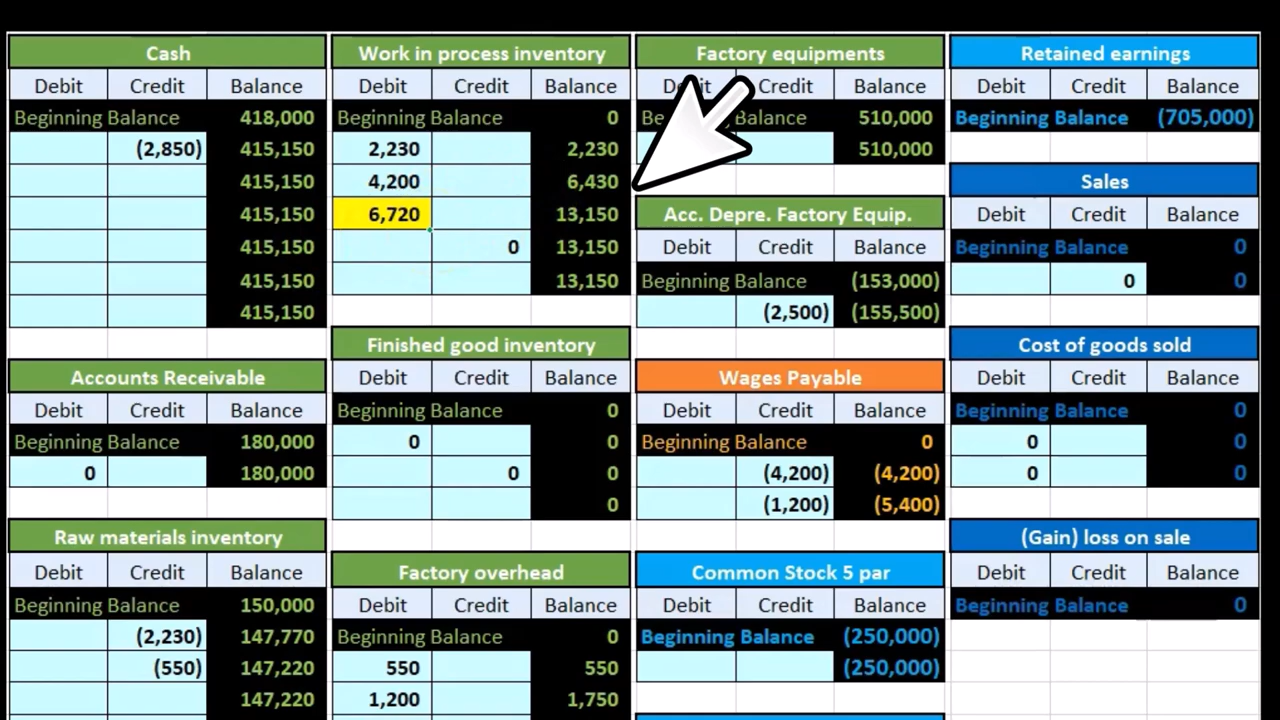 Cash
Debit Credit Balance
Beginning Balance 418,000
(2,850) 415,150
415,150
415,150
415,150
415,150
415,150
Accounts Receivable
Debit Credit Balance
Beginning Balance 180,000
0 180,000
Raw materials inventory
Debit Credit Balance
Beginning Balance 150,000
(2,230) 147,770
(550) 147,220
147,220
Work in process inventory
Debit Credit Balance
Beginning Balance 0
2,230 2,230
4,200 6,430
6,720 13,150
0 13,150
13,150
Finished good inventory
Debit Credit Balance
Beginning Balance 0
0 0
0 0
0
Factory overhead
Debit Credit Balance
Beginning Balance 0
550 550
1,200 1,750
Factory equipments
Credit Balance
Balance 510,000
510,000
Acc. Depre. Factory Equip.
Debit Credit Balance
Beginning Balance (153,000)
(2,500) (155,500)
Wages Payable
Debit Credit Balance
Beginning Balance 0
(4,200) (4,200)
(1,200) (5,400)
Common Stock 5 par
Debit Credit Balance
Beginning Balance (250,000)
(250,000)
Retained earnings
Debit Credit Balance
Beginning Balance (705,000)
Sales
Debit Credit Balance
Beginning Balance 0
0 0
Cost of goods sold
Debit Credit Balance
Beginning Balance 0
0 0
0 0
(Gain) loss on sale
Debit Credit Balance
Beginning Balance 0